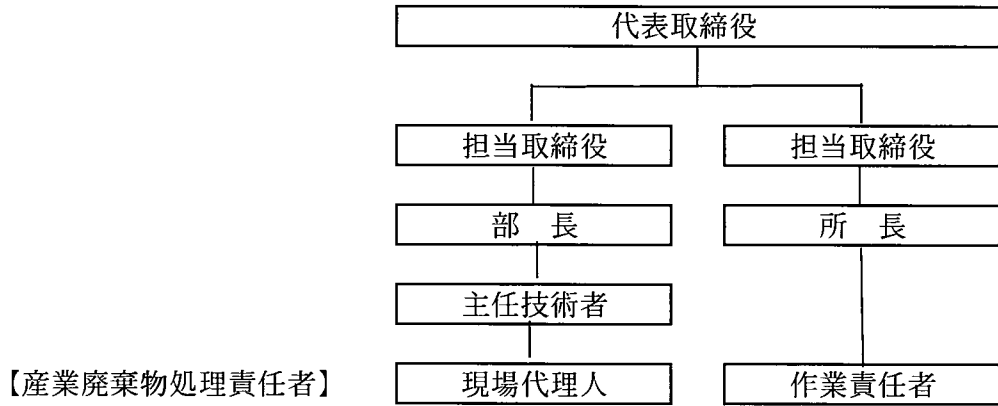 代表取締役
担当取締役 担当取締役
部　長 所　長
主任技術者
【産業廃棄物処理責任者】 現場代理人 作業責任者